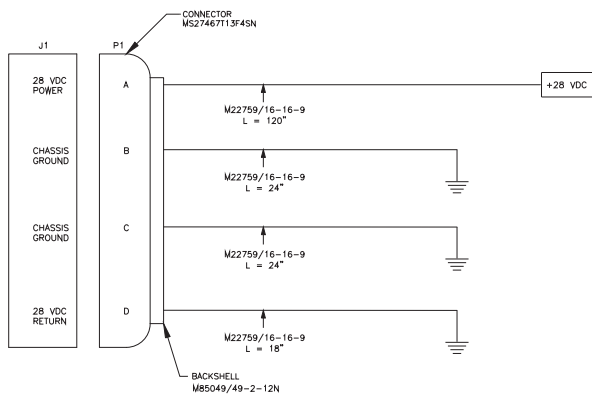 CONNECTOR
MS27467T13F4SN
J1
P1
28 VDC
POWER
A
+28 VDC
M22759/16-16-9
L = 120"
CHASSIS
GROUND
B
M22759/16-16-9
L = 24"
CHASSIS
GROUND
C
M22759/16-16-9
L = 24"
28 VDC
RETURN
D
M22759/16-16-9
L = 18"
BACKSHELL
M85049/49-2-12N